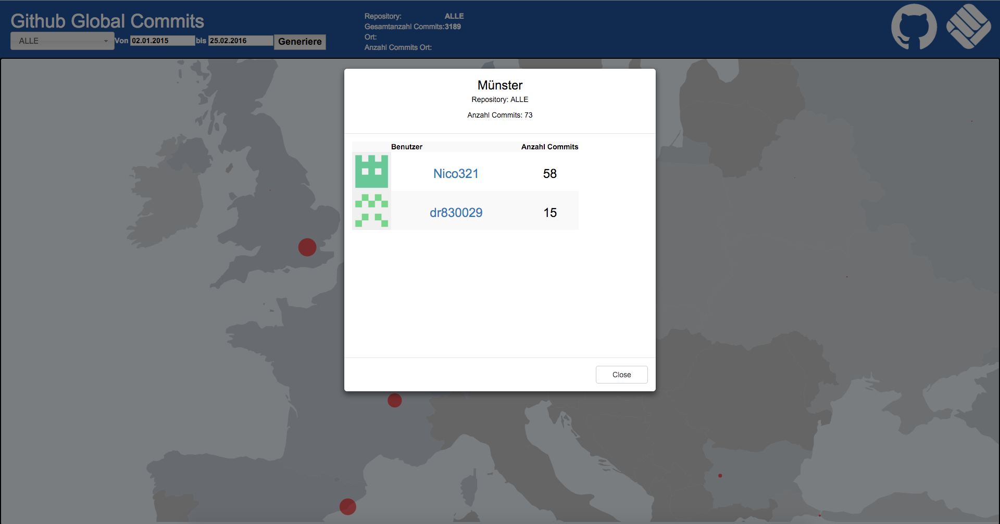 Github Global Commits
ALLE Von 02.01.2015 bis 25.02.2016 Generiere
Repository: ALLE
Gesamtanzahl Commits:3189
Ort:
Anzahl Commits Ort:
Münster
Repository: ALLE
Anzahl Commits: 73
Benutzer Anzahl Commits
Nico321 58
dr830029 15
Close